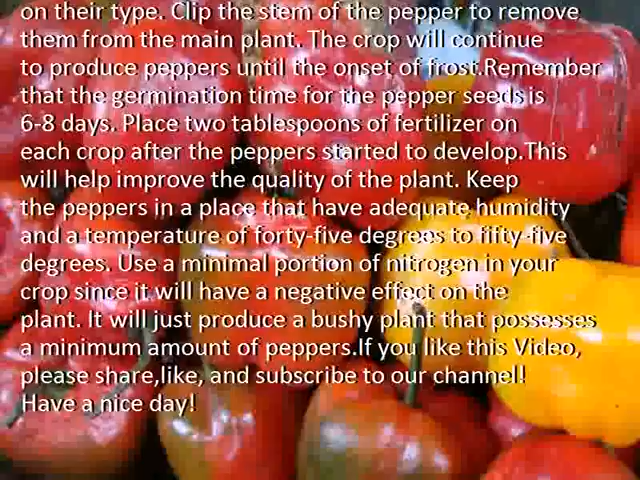 on their type. Clip the stem of the pepper to remove
them from the main plant. The crop will continue
to produce peppers until the onset of frost.Remember
that the germination time for the pepper seeds is
6-8 days. Place two tablespoons of fertilizer on
each crop after the peppers started to develop.This
will help improve the quality of the plant. Keep
the peppers in a place that have adequate humidity
and a temperature of forty-five degrees to fifty-five
degrees. Use a minimal portion of nitrogen in your
crop since it will have a negative effect on the
plant. It will just produce a bushy plant that possesses
a minimum amount of peppers.If you like this Video,
please share,like, and subscribe to our channel!
Have a nice day!